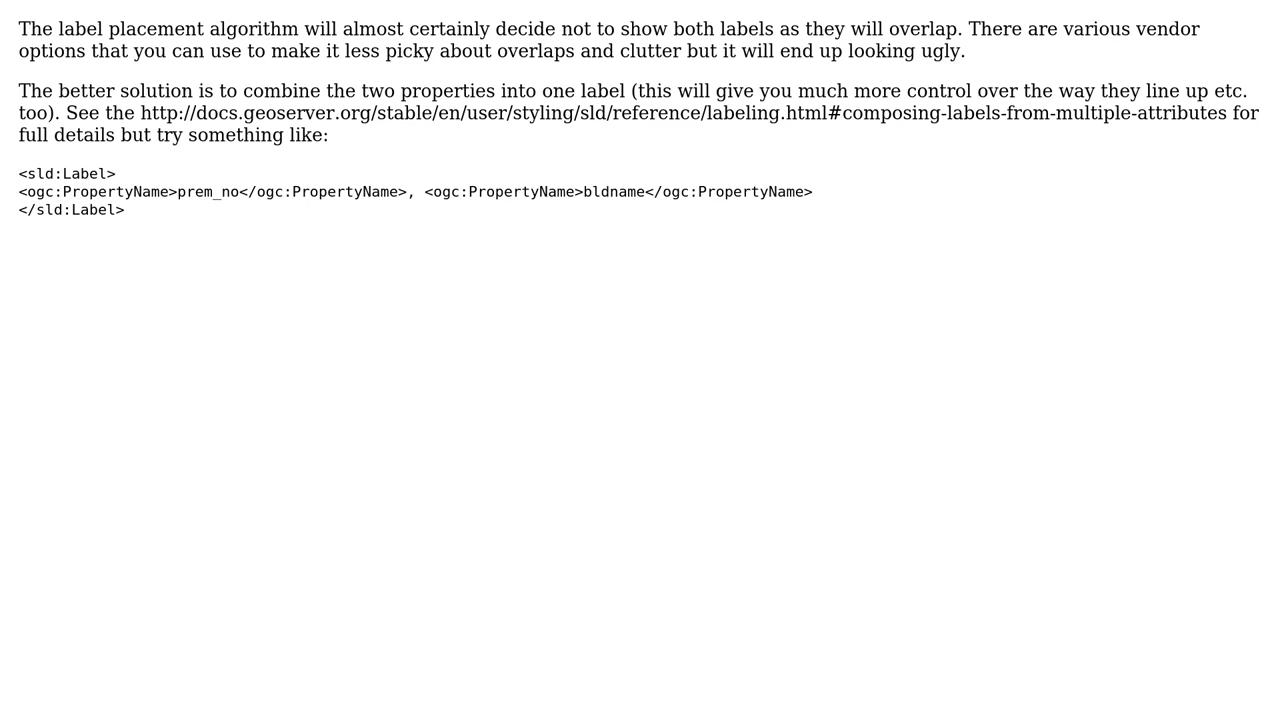 The label placement algorithm will almost certainly decide not to show both labels as they will overlap. There are various vendor
options that you can use to make it less picky about overlaps and clutter but it will end up looking ugly.
The better solution is to combine the two properties into one label (this will give you much more control over the way they line up etc.
too). See the http://docs.geoserver.org/stable/en/user/styling/sld/reference/labeling.html#composing-labels-from-multiple-attributes for
full details but try something like:
<sld:Label>
<ogc:PropertyName>prem_no</ogc:PropertyName>, <ogc:PropertyName>bldname</ogc:PropertyName>
</sld:Label>